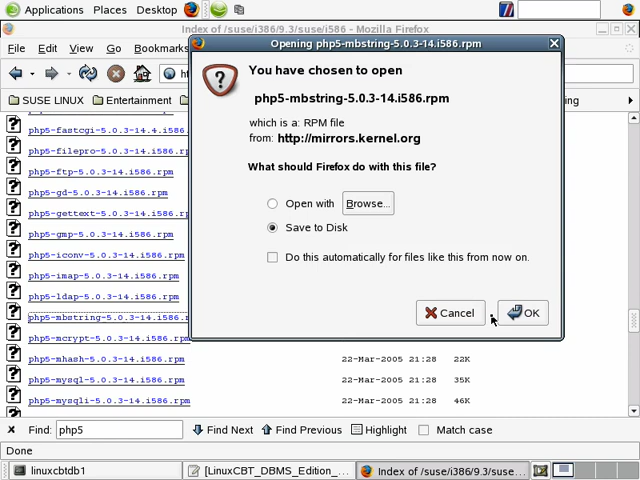 Applications Places Desktop
Index of /suse/i386/9.3/suse/i586 - Mozilla Firefox
File Edit View Go Bookmarks
SUSE LINUX Entertainment
Opening php5-mbstring-5.0.3-14.i586.rpm
You have chosen to open
php5-mbstring-5.0.3-14.i586.rpm
which is a: RPM file
from: http://mirrors.kernel.org
What should Firefox do with this file?
Open with Browse...
Save to Disk
Do this automatically for files like this from now on.
Cancel OK
php5-fastcgi-5.0.3-14.4.i586.
php5-filepro-5.0.3-14.i586.rp
php5-ftp-5.0.3-14.i586.rpm
php5-gd-5.0.3-14.i586.rpm
php5-gettext-5.0.3-14.i586.rp
php5-gmp-5.0.3-14.i586.rpm
php5-iconv-5.0.3-14.i586.rpm
php5-imap-5.0.3-14.i586.rpm
php5-ldap-5.0.3-14.i586.rpm
php5-mbstring-5.0.3-14.i586.r
php5-mcrypt-5.0.3-14.i586.rpm
php5-mhash-5.0.3-14.i586.rpm 22-Mar-2005 21:28 22K
php5-mysql-5.0.3-14.i586.rpm 22-Mar-2005 21:28 35K
php5-mysqli-5.0.3-14.i586.rpm 22-Mar-2005 21:28 46K
Find: php5 Find Next Find Previous Highlight Match case
Done
linuxcbtdb1 [LinuxCBT_DBMS_Edition_... Index of /suse/i386/9.3/suse...